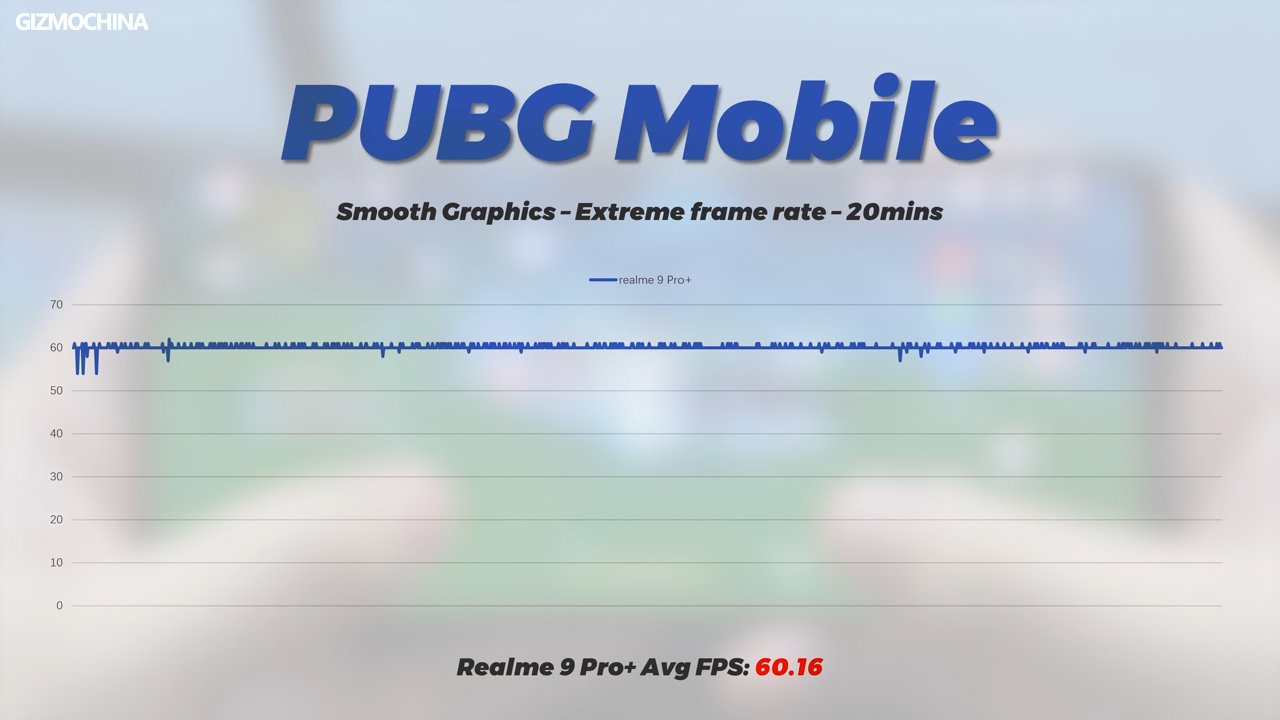 GIZMOCHINA
PUBG Mobile
Smooth Graphics – Extreme frame rate – 20mins
realme 9 Pro+
70
60
50
40
30
20
10
0
Realme 9 Pro+ Avg FPS: 60.16